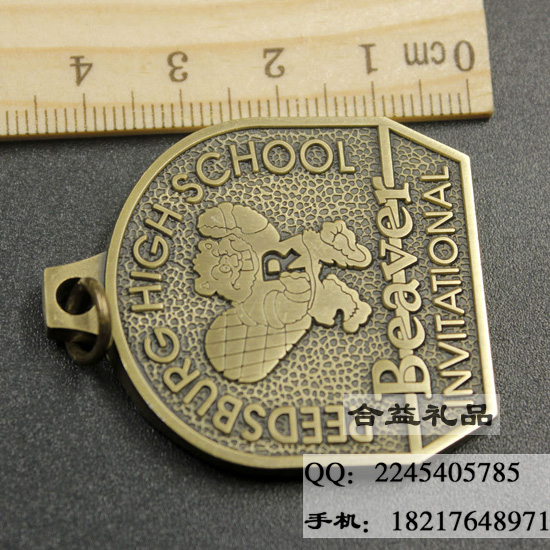 0cm 1 2 3 4
REEDSBURG HIGH SCHOOL
R
Beaver
INVITATIONAL
合益礼品
QQ：2245405785
手机：18217648971